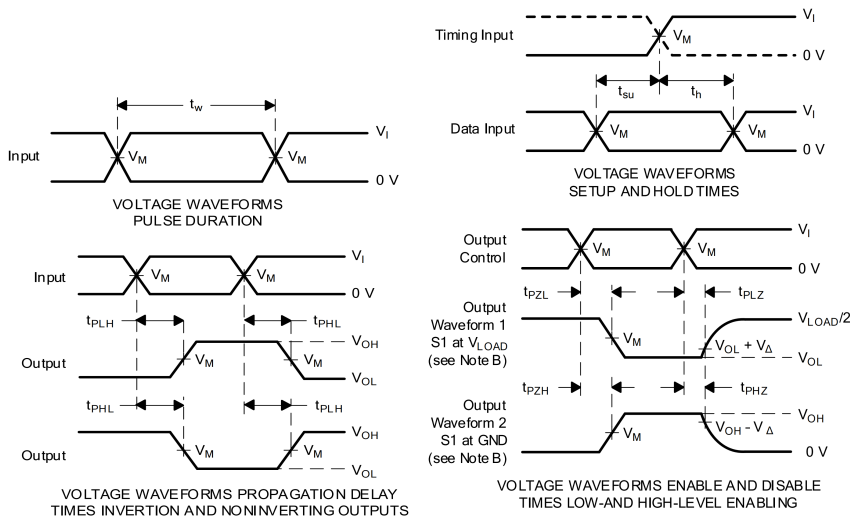 t_w
Input
V_M
V_M
V_I
0 V
VOLTAGE WAVEFORMS
PULSE DURATION
Timing Input
V_M
V_I
0 V
t_su
t_h
Data Input
V_M
V_M
V_I
0 V
VOLTAGE WAVEFORMS
SETUP AND HOLD TIMES
Input
V_M
V_M
V_I
0 V
t_PLH
t_PHL
Output
V_M
V_M
V_OH
V_OL
t_PHL
t_PLH
Output
V_M
V_M
V_OH
V_OL
VOLTAGE WAVEFORMS PROPAGATION DELAY
TIMES INVERTION AND NONINVERTING OUTPUTS
Output
Control
V_M
V_M
V_I
0 V
t_PZL
t_PLZ
Output
Waveform 1
S1 at V_LOAD
(see Note B)
V_M
V_LOAD/2
V_OL + V_Δ
V_OL
t_PZH
t_PHZ
Output
Waveform 2
S1 at GND
(see Note B)
V_M
V_OH
V_OH - V_Δ
0 V
VOLTAGE WAVEFORMS ENABLE AND DISABLE
TIMES LOW-AND HIGH-LEVEL ENABLING